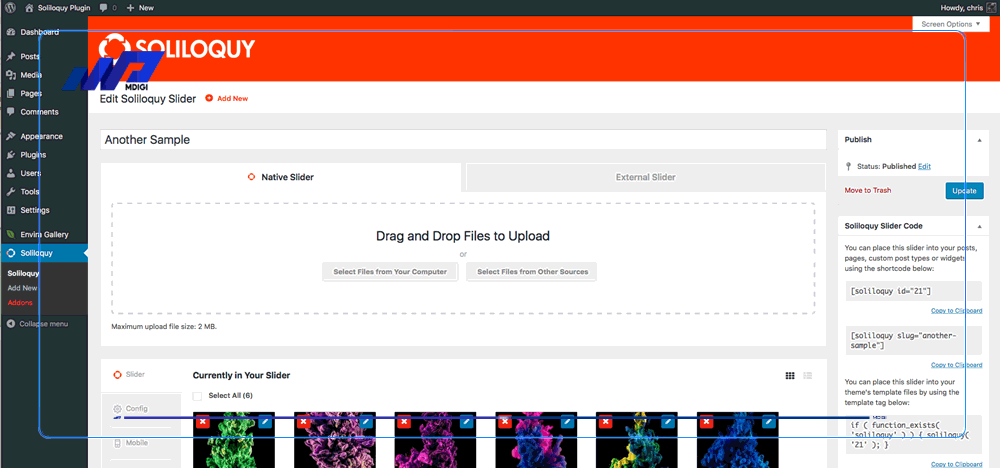 Soliloquy Plugin 0 + New Howdy, chris
Screen Options ▼
Dashboard
Posts
Media
Pages
Comments
Appearance
Plugins
Users
Tools
Settings
Envira Gallery
Soliloquy
Soliloquy
Add New
Addons
Collapse menu
SOLILOQUY
MDIGI
Edit Soliloquy Slider Add New
Another Sample
Native Slider External Slider
Drag and Drop Files to Upload
or
Select Files from Your Computer Select Files from Other Sources
Maximum upload file size: 2 MB.
Slider
Config
Mobile
Currently in Your Slider
Select All (6)
Publish
Status: Published Edit
Move to Trash Update
Soliloquy Slider Code
You can place this slider into your posts,
pages, custom post types or widgets
using the shortcode below:
[soliloquy id="21"]
Copy to Clipboard
[soliloquy slug="another-
sample"]
Copy to Clipboard
You can place this slider into your
theme's template files by using the
template tag below:
if ( function_exists(
'soliloquy' ) ) { soliloquy(
'21' ); }
Copy to Clipboard